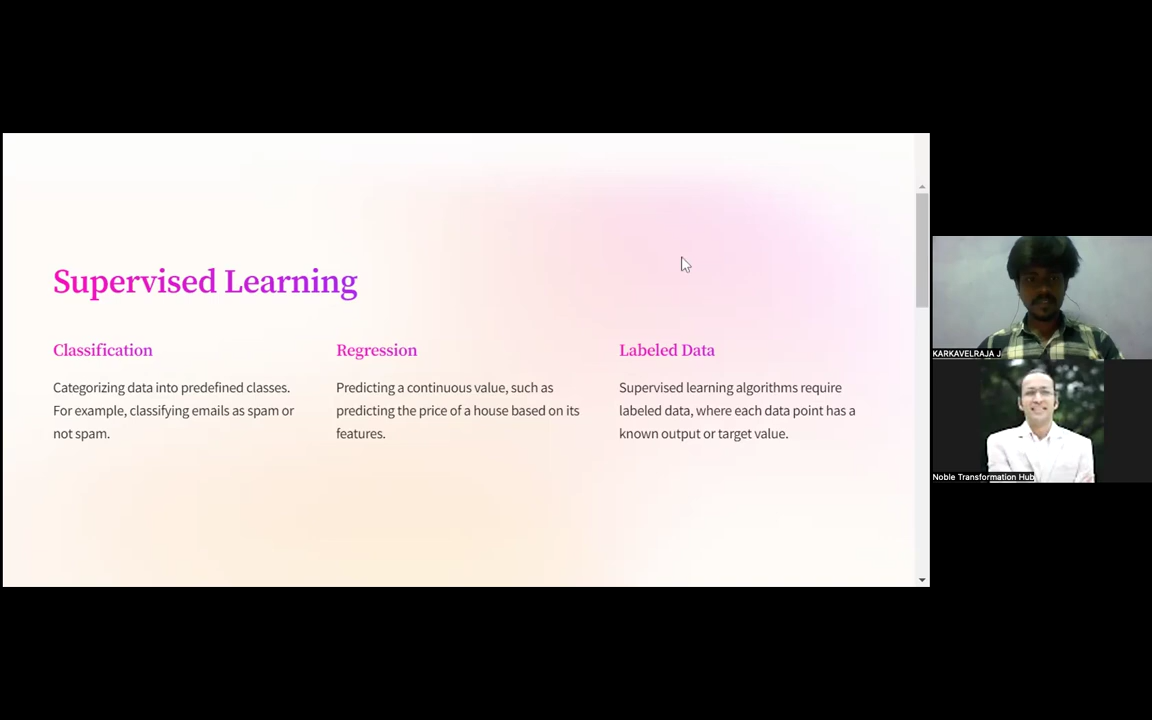 Supervised Learning
Classification
Categorizing data into predefined classes.
For example, classifying emails as spam or
not spam.
Regression
Predicting a continuous value, such as
predicting the price of a house based on its
features.
Labeled Data
Supervised learning algorithms require
labeled data, where each data point has a
known output or target value.
KARKAVELRAJA J
Noble Transformation Hub